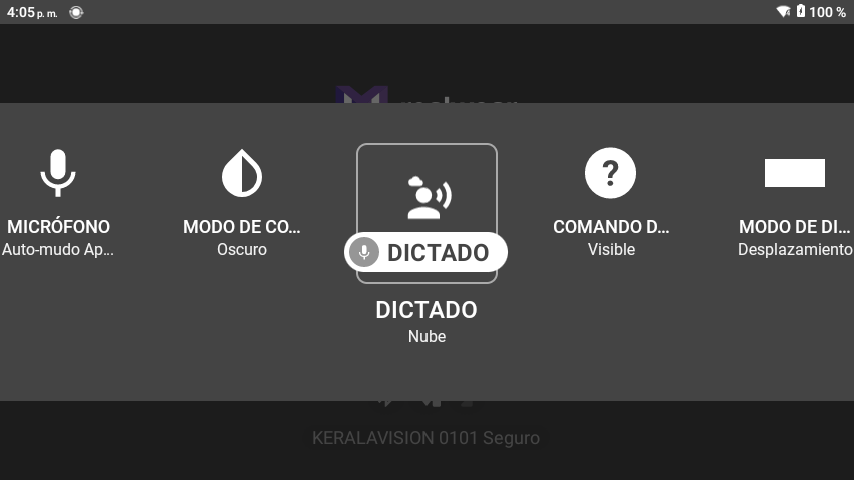 4:05 p. m.
100 %
MICRÓFONO
Auto-mudo Ap...
MODO DE CO...
Oscuro
DICTADO
DICTADO
Nube
COMANDO D...
Visible
MODO DE DI...
Desplazamiento
KERALAVISION 0101 Seguro